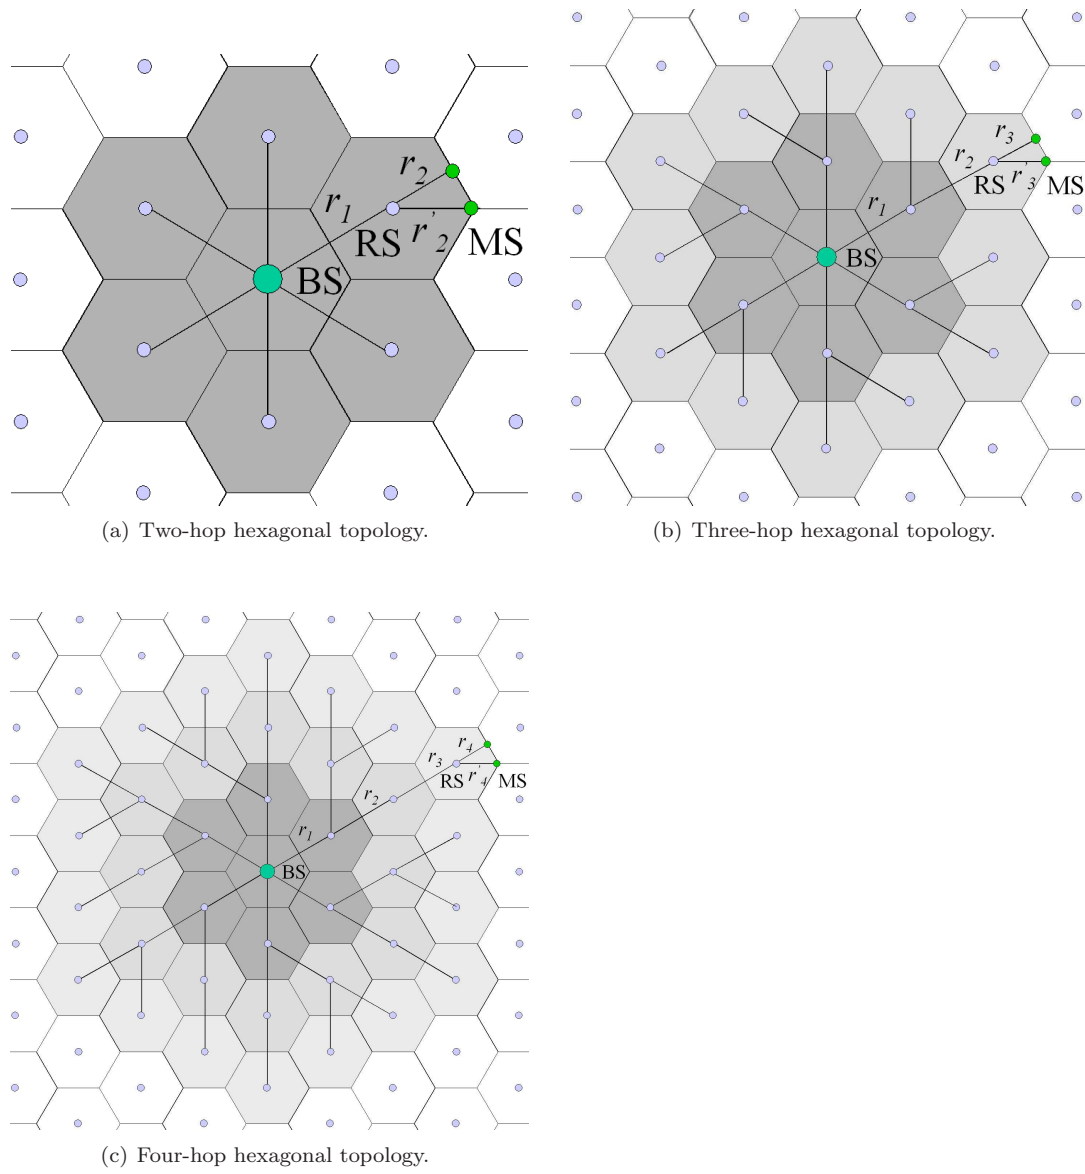 r2
r1
RS
r'2
MS
BS
(a) Two-hop hexagonal topology.
r3
r2
RS
r'3
MS
r1
BS
(b) Three-hop hexagonal topology.
r4
r3
RS
r'4
MS
r2
r1
BS
(c) Four-hop hexagonal topology.